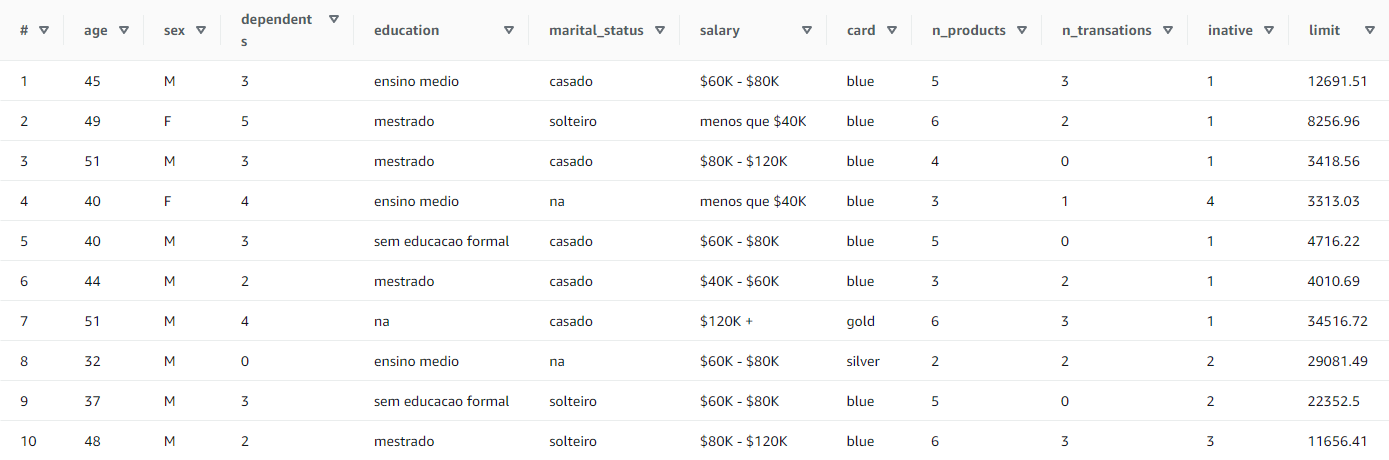 # age sex dependents education marital_status salary card n_products n_transations inative limit
1 45 M 3 ensino medio casado $60K - $80K blue 5 3 1 12691.51
2 49 F 5 mestrado solteiro menos que $40K blue 6 2 1 8256.96
3 51 M 3 mestrado casado $80K - $120K blue 4 0 1 3418.56
4 40 F 4 ensino medio na menos que $40K blue 3 1 4 3313.03
5 40 M 3 sem educacao formal casado $60K - $80K blue 5 0 1 4716.22
6 44 M 2 mestrado casado $40K - $60K blue 3 2 1 4010.69
7 51 M 4 na casado $120K + gold 6 3 1 34516.72
8 32 M 0 ensino medio na $60K - $80K silver 2 2 2 29081.49
9 37 M 3 sem educacao formal solteiro $60K - $80K blue 5 0 2 22352.5
10 48 M 2 mestrado solteiro $80K - $120K blue 6 3 3 11656.41